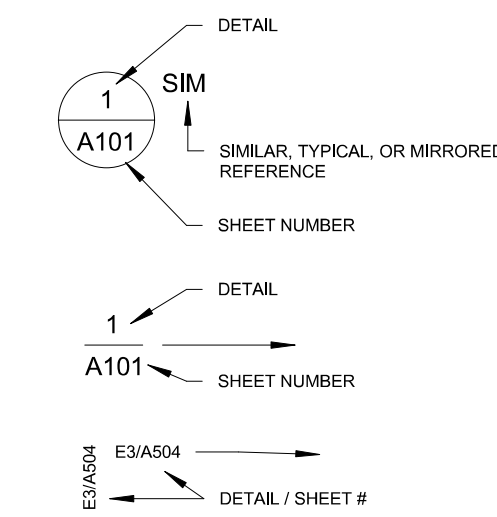 DETAIL
1
SIM
A101
SIMILAR, TYPICAL, OR MIRRORED
REFERENCE
SHEET NUMBER
DETAIL
1
A101
SHEET NUMBER
E3/A504
E3/A504
DETAIL / SHEET #